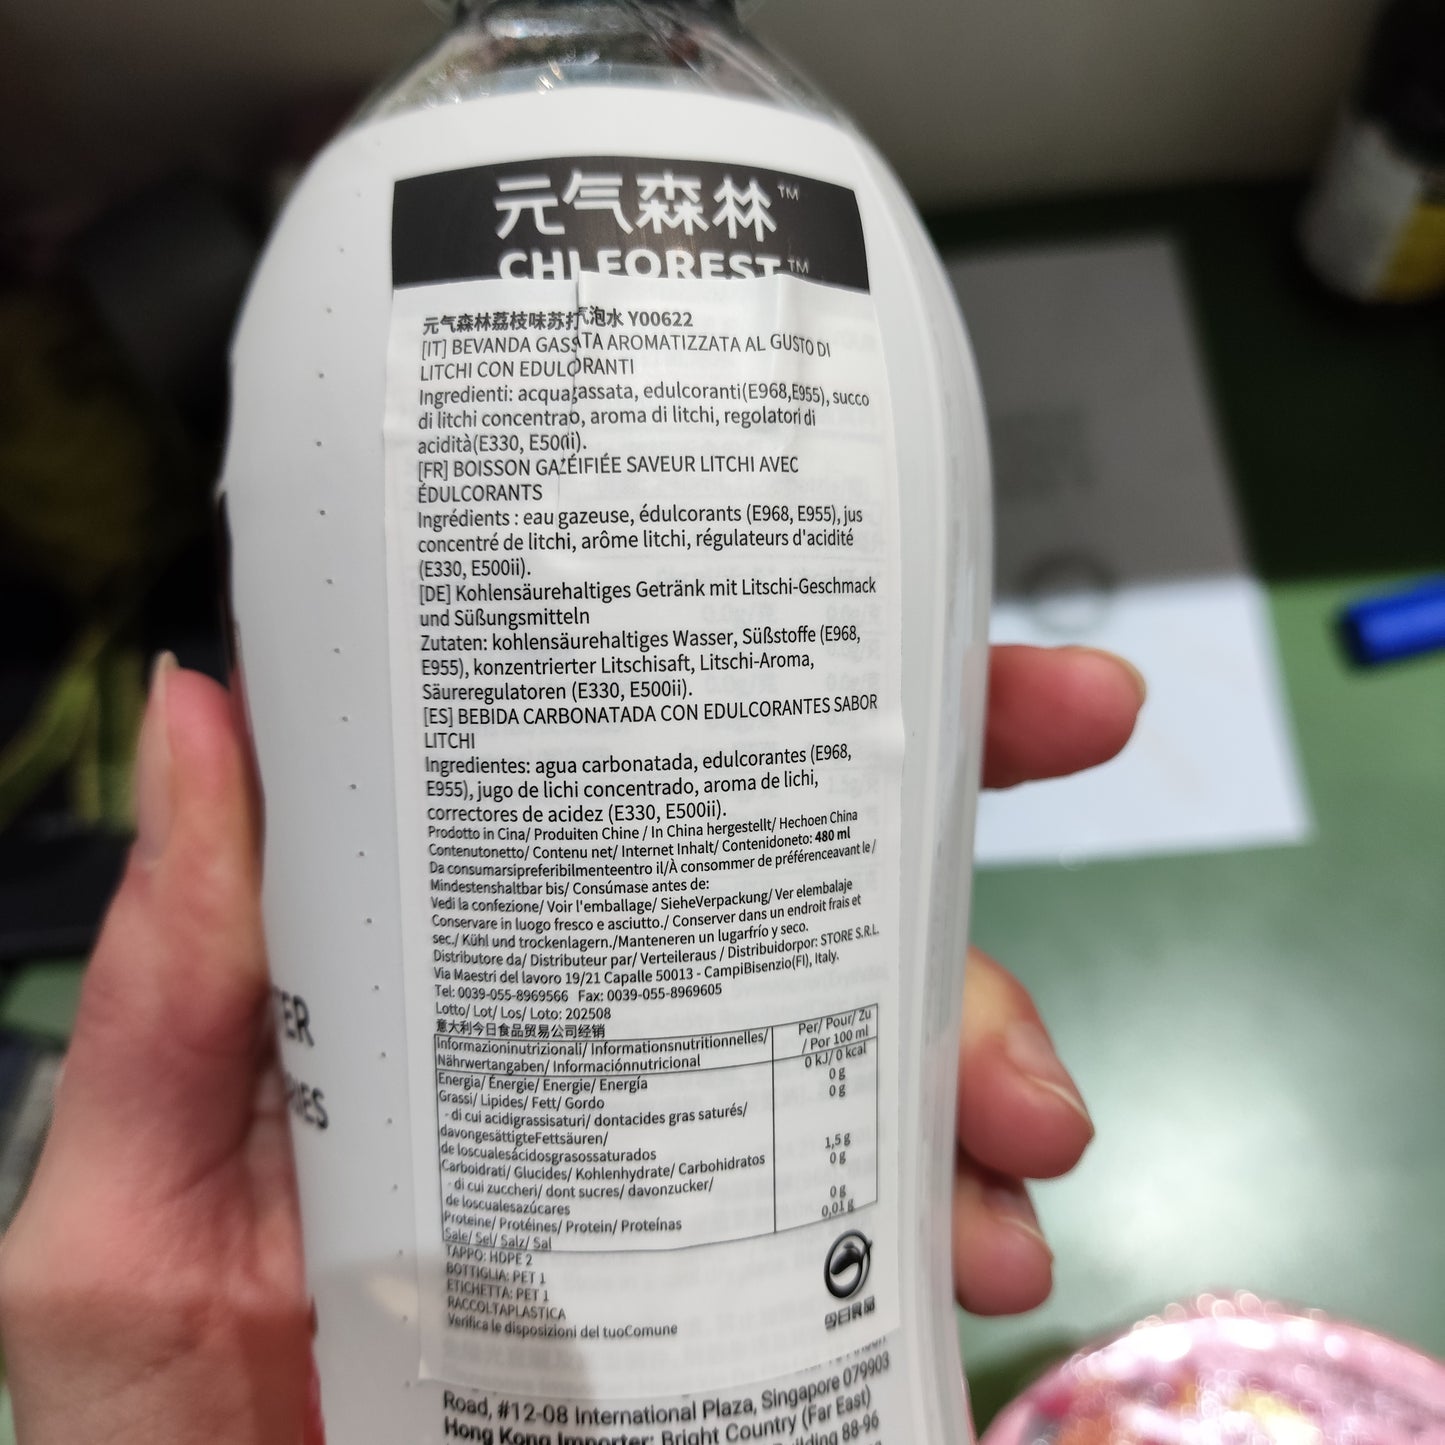 元气森林™
CHI FOREST™
元气森林荔枝味苏打气泡水 Y00622
[IT] BEVANDA GASSATA AROMATIZZATA AL GUSTO DI
LITCHI CON EDULCORANTI
Ingredienti: acqua gassata, edulcoranti(E968,E955), succo
di litchi concentrao, aroma di litchi, regolatori di
acidità(E330, E500ii).
[FR] BOISSON GAZÉIFIÉE SAVEUR LITCHI AVEC
ÉDULCORANTS
Ingrédients : eau gazeuse, édulcorants (E968, E955), jus
concentré de litchi, arôme litchi, régulateurs d'acidité
(E330, E500ii).
[DE] Kohlensäurehaltiges Getränk mit Litschi-Geschmack
und Süßungsmitteln
Zutaten: kohlensäurehaltiges Wasser, Süßstoffe (E968,
E955), konzentrierter Litschisaft, Litschi-Aroma,
Säureregulatoren (E330, E500ii).
[ES] BEBIDA CARBONATADA CON EDULCORANTES SABOR
LITCHI
Ingredientes: agua carbonatada, edulcorantes (E968,
E955), jugo de lichi concentrado, aroma de lichi,
correctores de acidez (E330, E500ii).
Prodotto in Cina/ Produiten Chine / In China hergestellt/ Hechoen China
Contenutonetto/ Contenu net/ Internet Inhalt/ Contenidoneto: 480 ml
Da consumarsipreferibilmenteentro il/À consommer de préférenceavant le /
Mindestenshaltbar bis/ Consúmase antes de:
Vedi la confezione/ Voir l'emballage/ SieheVerpackung/ Ver elembalaje
Conservare in luogo fresco e asciutto./ Conserver dans un endroit frais et
sec./ Kühl und trockenlagern./Manteneren un lugarfrío y seco.
Distributore da/ Distributeur par/ Verteileraus / Distribuidorpor: STORE S.R.L.
Via Maestri del lavoro 19/21 Capalle 50013 - CampiBisenzio(FI), Italy.
Tel: 0039-055-8969566 Fax: 0039-055-8969605
Lotto/ Lot/ Los/ Loto: 202508
意大利今日食品贸易公司经销
Informazioninutrizionali/ Informationsnutritionnelles/ Per/ Pour/ Zu
Nährwertangaben/ Informaciónnutricional / Por 100 ml
Energia/ Énergie/ Energie/ Energía 0 kJ/ 0 kcal
Grassi/ Lipides/ Fett/ Gordo 0 g
- di cui acidigrassisaturi/ dontacides gras saturés/ 0 g
davongesättigteFettsäuren/
de loscualesácidosgrasossaturados
Carboidrati/ Glucides/ Kohlenhydrate/ Carbohidratos 1,5 g
- di cui zuccheri/ dont sucres/ davonzucker/ 0 g
de loscualesazúcares
Proteine/ Protéines/ Protein/ Proteínas 0 g
Sale/ Sel/ Salz/ Sal 0,01 g
TAPPO: HDPE 2
BOTTIGLIA: PET 1
ETICHETTA: PET 1
RACCOLTAPLASTICA
Verifica le disposizioni del tuoComune
今日食品
Road, #12-08 International Plaza, Singapore 079903
Hong Kong Importer: Bright Country (Far East)
88-96